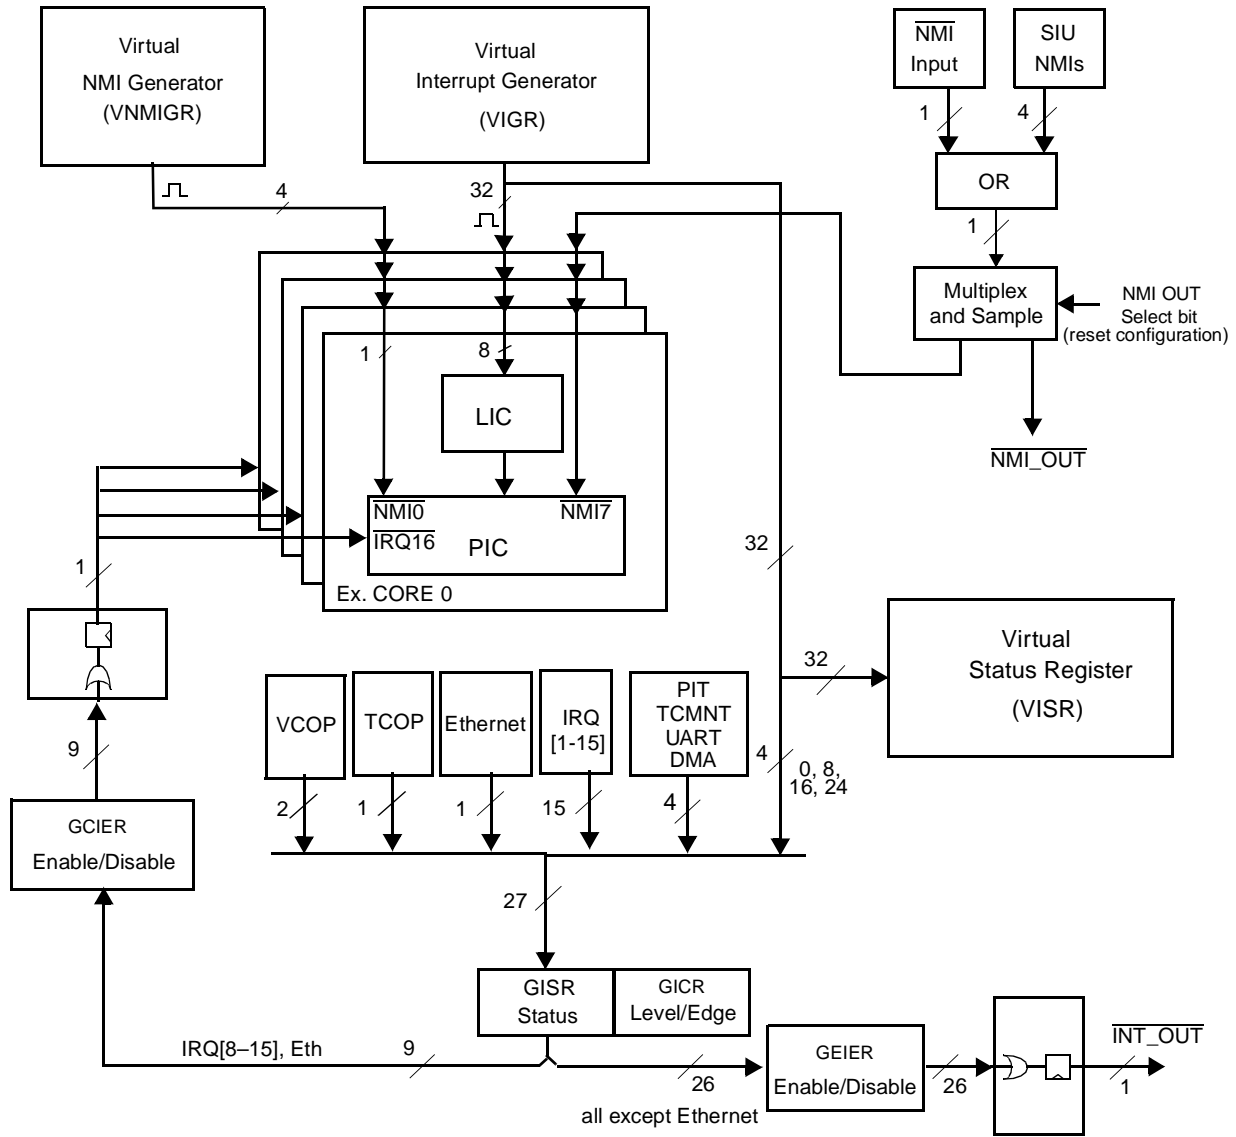 Virtual
NMI Generator
(VNMIGR)
Virtual
Interrupt Generator
(VIGR)
NMI
Input
SIU
NMIs
1
4
OR
4
32
1
Multiplex
and Sample
NMI OUT
Select bit
(reset configuration)
1
8
LIC
NMI_OUT
NMI0
NMI7
IRQ16
PIC
Ex. CORE 0
1
32
Virtual
Status Register
(VISR)
32
VCOP
TCOP
Ethernet
IRQ
[1-15]
PIT
TCMNT
UART
DMA
9
4
0, 8,
16, 24
2
1
1
15
4
GCIER
Enable/Disable
27
GISR
Status
GICR
Level/Edge
IRQ[8–15], Eth
9
26
all except Ethernet
GEIER
Enable/Disable
26
INT_OUT
1